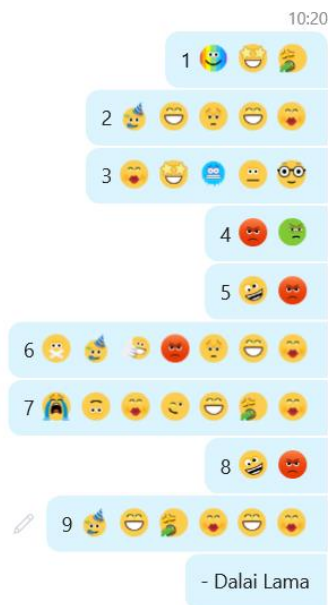 10:20
1 🌈 🤩 🤮
2 🥳 😁 😟 😁 😗
3 😗 🤩 🥶 😐 🤓
4 😡 🤢
5 🤪 😡
6 🤐 🥳 🤧 😡 😟 😁 😗
7 😭 🙃 😗 😉 😁 🤮 😗
8 🤪 😡
9 🥳 😁 🤮 😗 😁 😗
- Dalai Lama